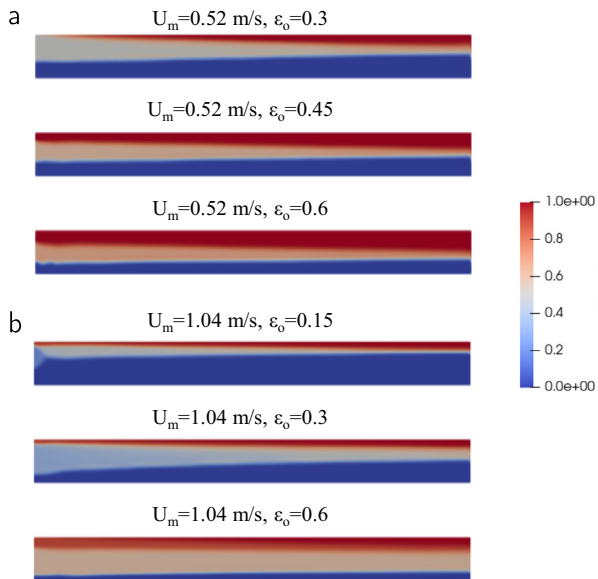 a
U_m=0.52 m/s, ε_o=0.3
U_m=0.52 m/s, ε_o=0.45
U_m=0.52 m/s, ε_o=0.6
1.0e+00
0.8
0.6
0.4
0.2
0.0e+00
b
U_m=1.04 m/s, ε_o=0.15
U_m=1.04 m/s, ε_o=0.3
U_m=1.04 m/s, ε_o=0.6